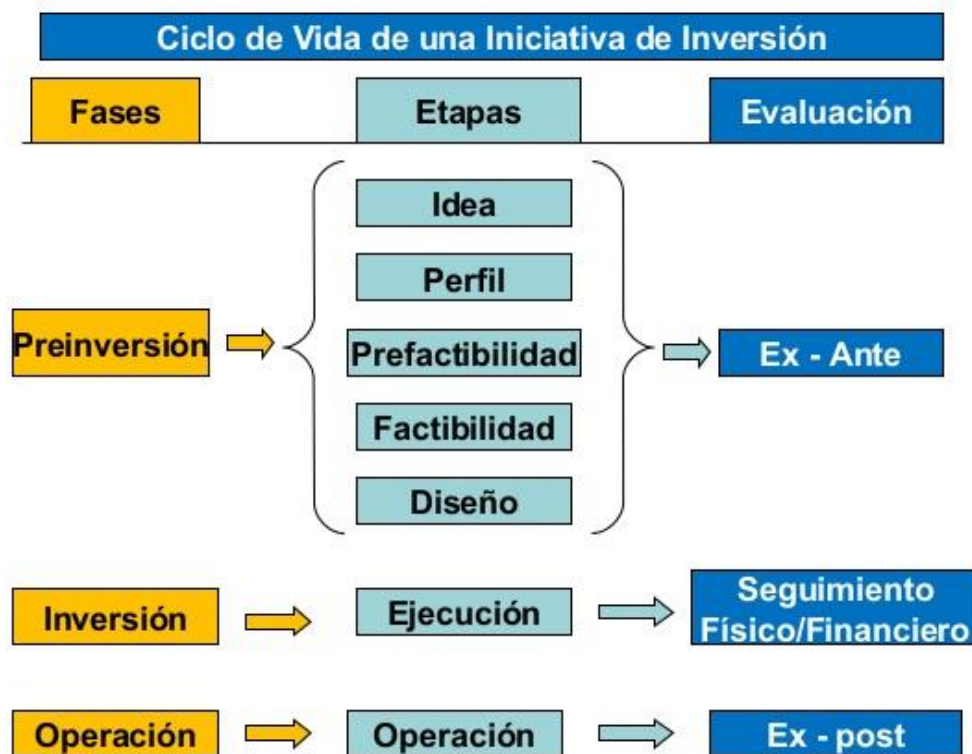 Ciclo de Vida de una Iniciativa de Inversión
Fases
Etapas
Evaluación
Idea
Perfil
Preinversión
Prefactibilidad
Ex - Ante
Factibilidad
Diseño
Inversión
Ejecución
Seguimiento
Físico/Financiero
Operación
Operación
Ex - post